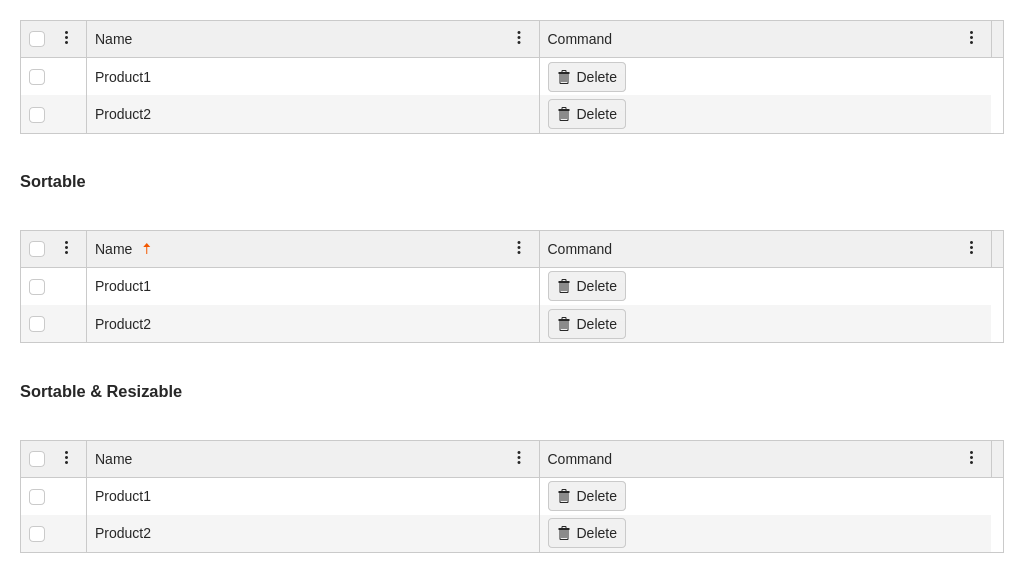 Name Command
Product1 Delete
Product2 Delete
Sortable
Name Command
Product1 Delete
Product2 Delete
Sortable & Resizable
Name Command
Product1 Delete
Product2 Delete